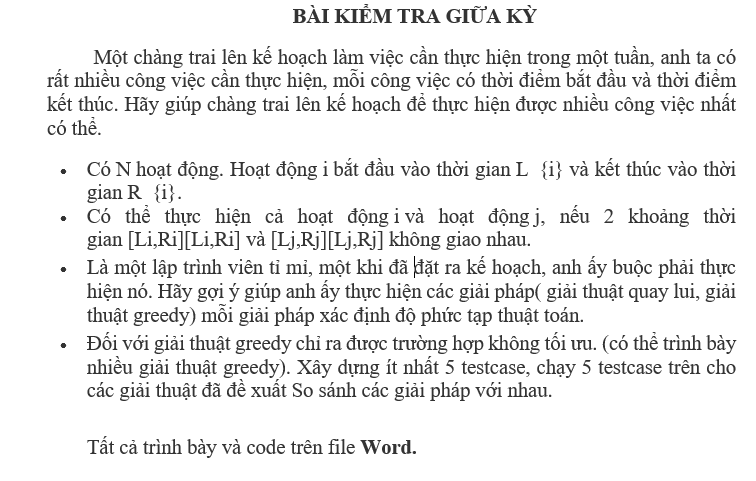 BÀI KIỂM TRA GIỮA KỲ
Một chàng trai lên kế hoạch làm việc cần thực hiện trong một tuần, anh ta có
rất nhiều công việc cần thực hiện, mỗi công việc có thời điểm bắt đầu và thời điểm
kết thúc. Hãy giúp chàng trai lên kế hoạch để thực hiện được nhiều công việc nhất
có thể.
• Có N hoạt động. Hoạt động i bắt đầu vào thời gian L {i} và kết thúc vào thời
gian R {i}.
• Có thể thực hiện cả hoạt động i và hoạt động j, nếu 2 khoảng thời
gian [Li,Ri][Li,Ri] và [Lj,Rj][Lj,Rj] không giao nhau.
• Là một lập trình viên tỉ mỉ, một khi đã đặt ra kế hoạch, anh ấy buộc phải thực
hiện nó. Hãy gợi ý giúp anh ấy thực hiện các giải pháp( giải thuật quay lui, giải
thuật greedy) mỗi giải pháp xác định độ phức tạp thuật toán.
• Đối với giải thuật greedy chỉ ra được trường hợp không tối ưu. (có thể trình bày
nhiều giải thuật greedy). Xây dựng ít nhất 5 testcase, chạy 5 testcase trên cho
các giải thuật đã đề xuất So sánh các giải pháp với nhau.
Tất cả trình bày và code trên file Word.